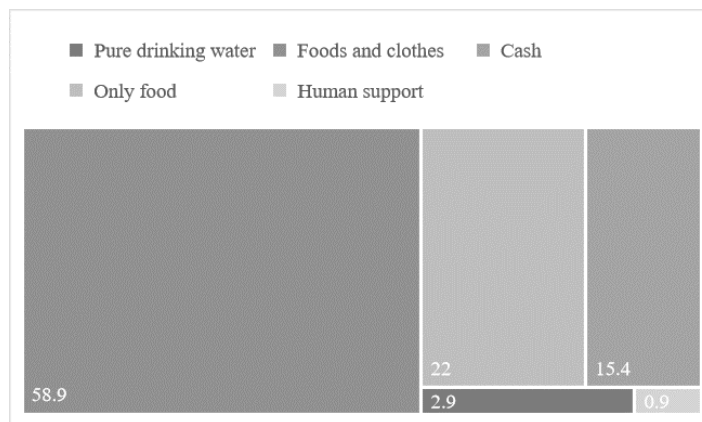 Pure drinking water Foods and clothes Cash
Only food Human support
58.9
22
15.4
2.9
0.9